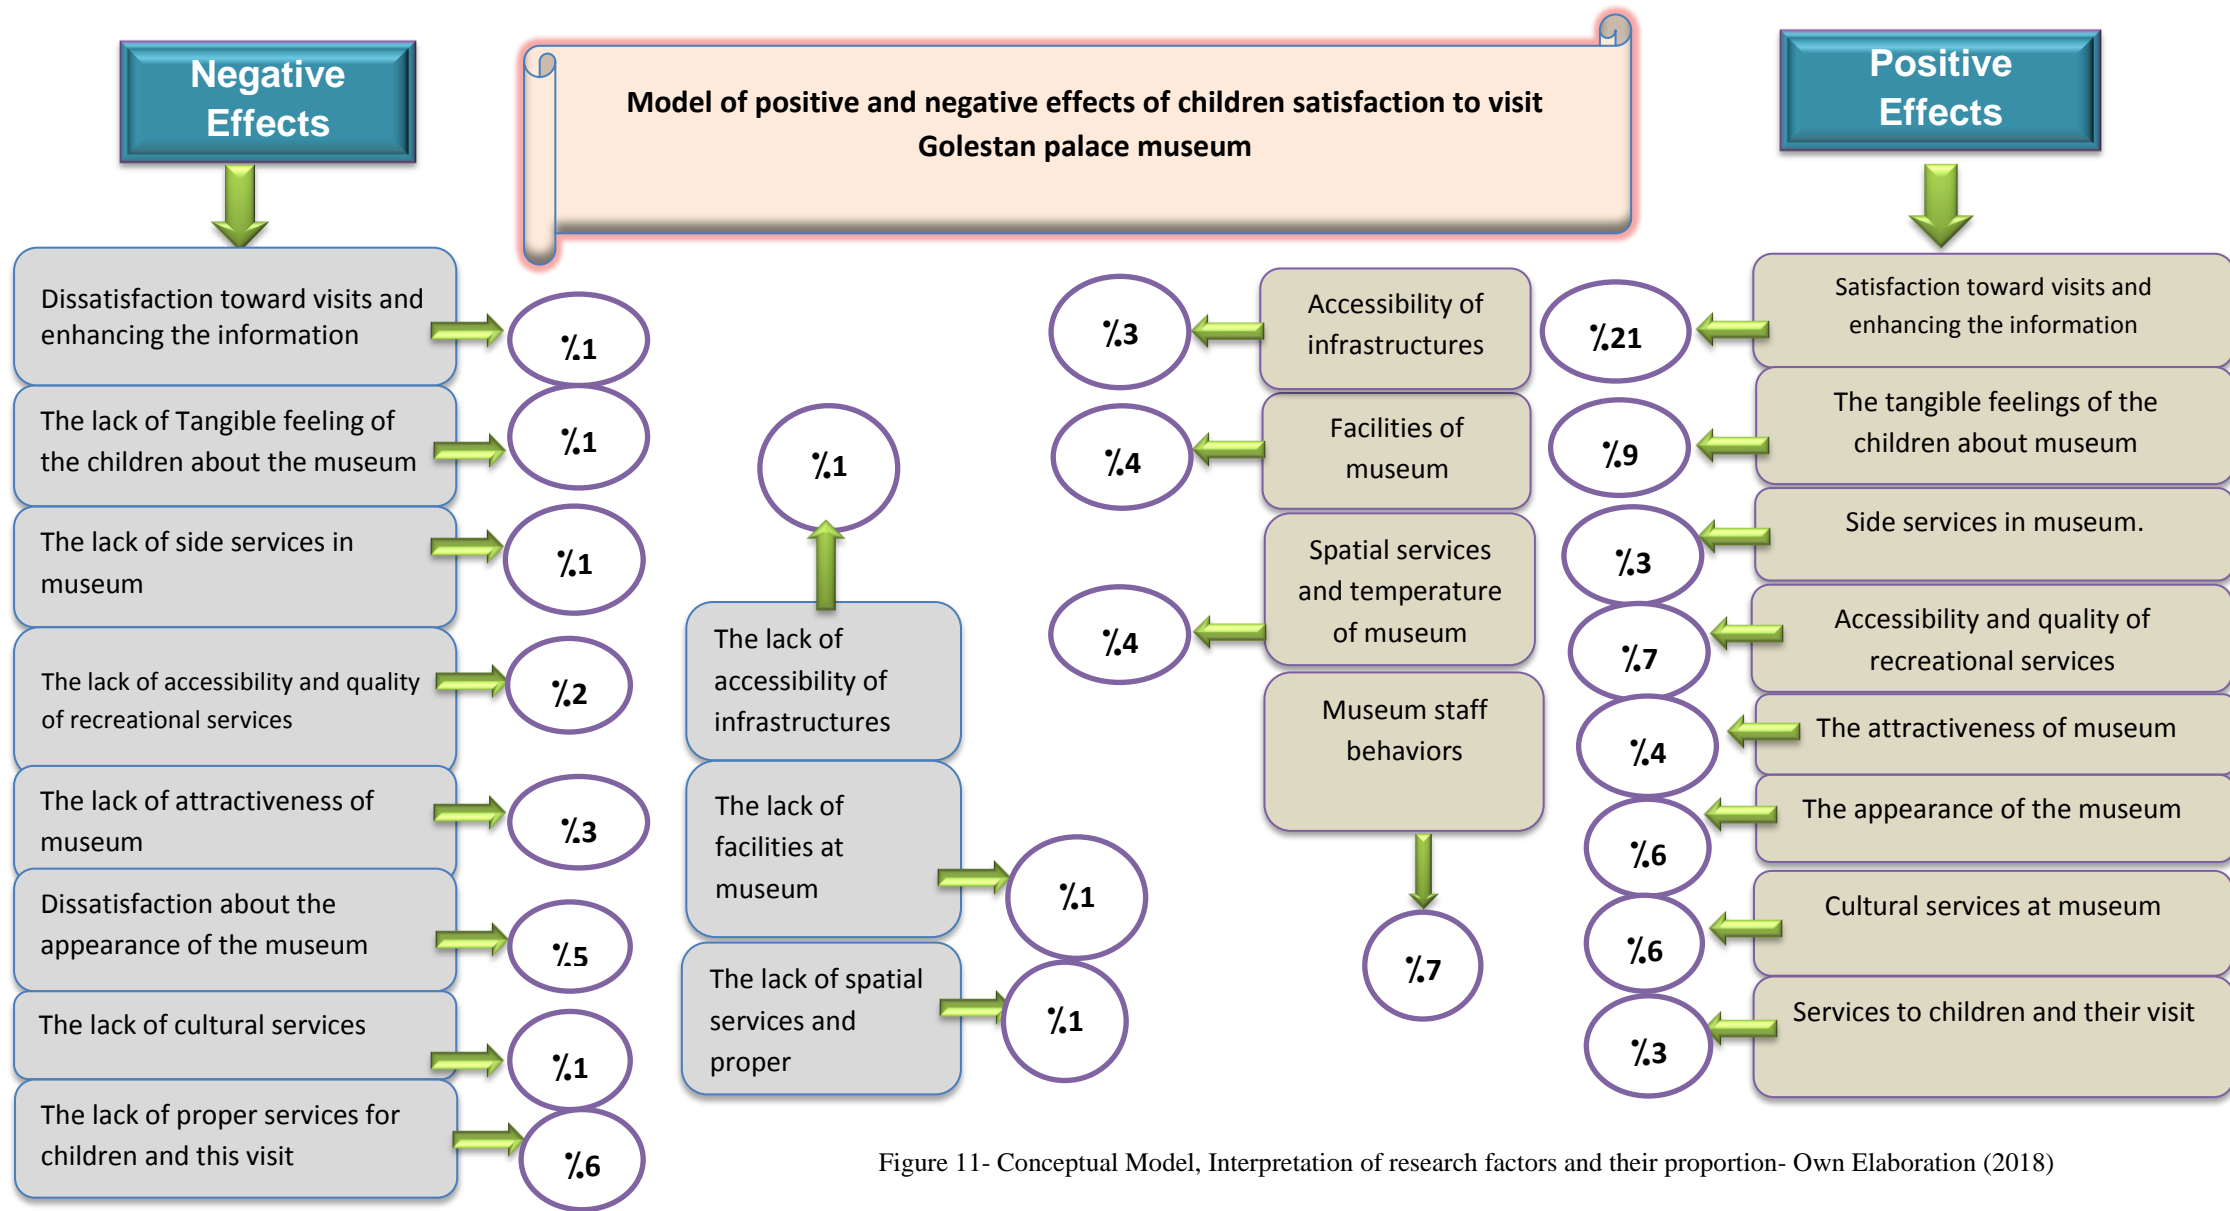 Negative
Effects
Model of positive and negative effects of children satisfaction to visit
Golestan palace museum
Positive
Effects
Dissatisfaction toward visits and
enhancing the information
٪1
The lack of Tangible feeling of
the children about the museum
٪1
The lack of side services in
museum
٪1
The lack of accessibility and quality
of recreational services
٪2
The lack of attractiveness of
museum
٪3
Dissatisfaction about the
appearance of the museum
٪5
The lack of cultural services
٪1
The lack of proper services for
children and this visit
٪6
٪1
The lack of
accessibility of
infrastructures
The lack of
facilities at
museum
٪1
The lack of spatial
services and
proper
٪1
Accessibility of
infrastructures
٪3
Facilities of
museum
٪4
Spatial services
and temperature
of museum
٪4
Museum staff
behaviors
٪7
Satisfaction toward visits and
enhancing the information
٪21
The tangible feelings of the
children about museum
٪9
Side services in museum.
٪3
Accessibility and quality of
recreational services
٪7
The attractiveness of museum
٪4
The appearance of the museum
٪6
Cultural services at museum
٪6
Services to children and their visit
٪3
Figure 11- Conceptual Model, Interpretation of research factors and their proportion- Own Elaboration (2018)